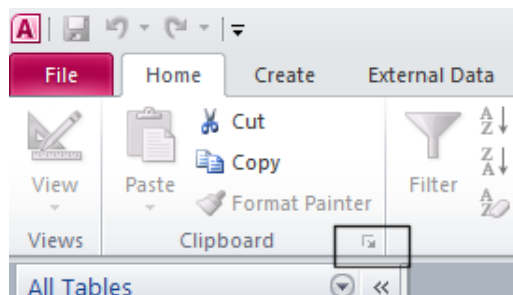 A
File Home Create External Data
Cut
Copy
Format Painter
View
Paste
Filter
A
Z
Z
A
A
Z
Views Clipboard
All Tables